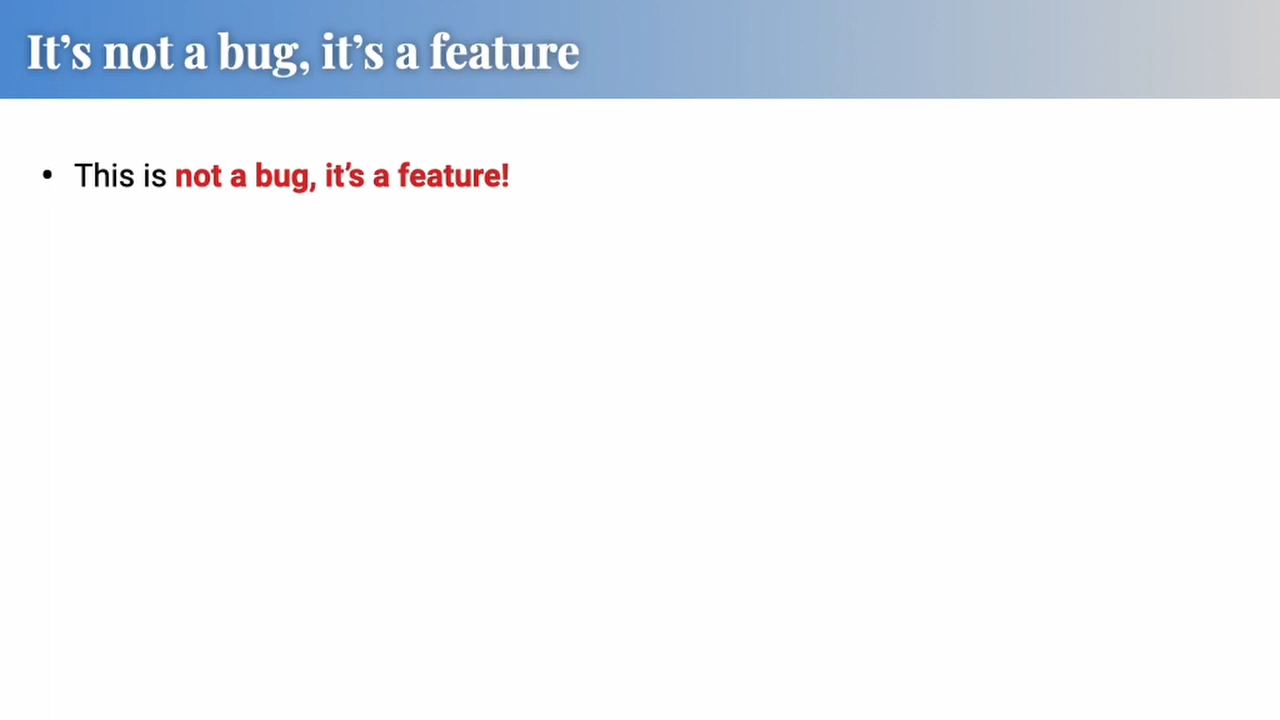 It’s not a bug, it’s a feature
• This is not a bug, it’s a feature!